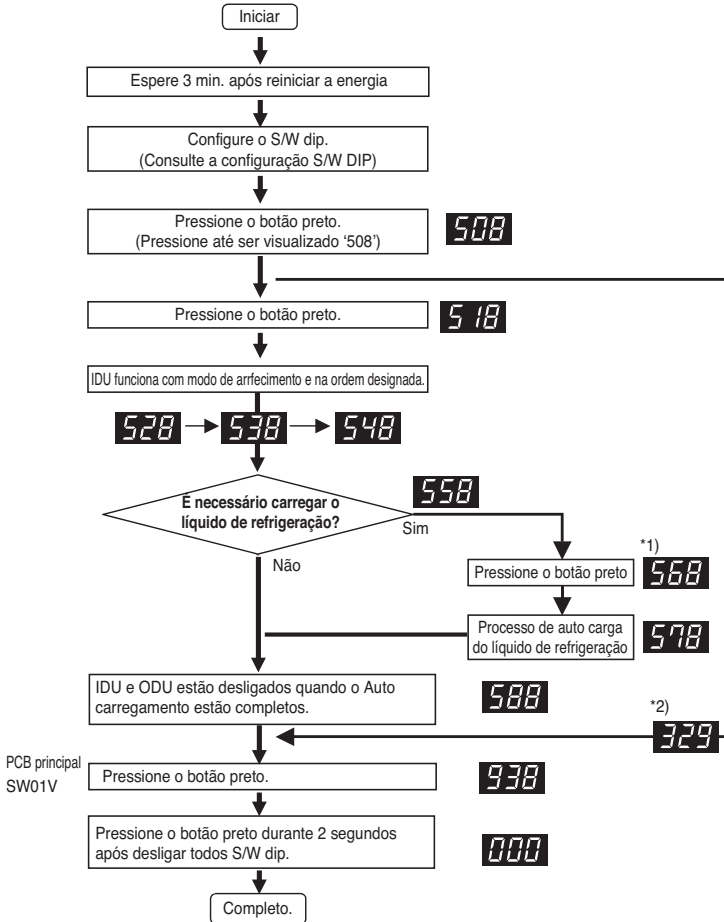 Iniciar
Espere 3 min. após reiniciar a energia
Configure o S/W dip.
(Consulte a configuração S/W DIP)
Pressione o botão preto.
(Pressione até ser visualizado ‘508’)
508
Pressione o botão preto.
518
IDU funciona com modo de arrfecimento e na ordem designada.
528
538
548
558
É necessário carregar o
líquido de refrigeração?
Sim
Não
*1)
Pressione o botão preto
568
Processo de auto carga
do líquido de refrigeração
578
IDU e ODU estão desligados quando o Auto
carregamento estão completos.
588
*2)
329
PCB principal
SW01V
Pressione o botão preto.
938
Pressione o botão preto durante 2 segundos
após desligar todos S/W dip.
000
Completo.